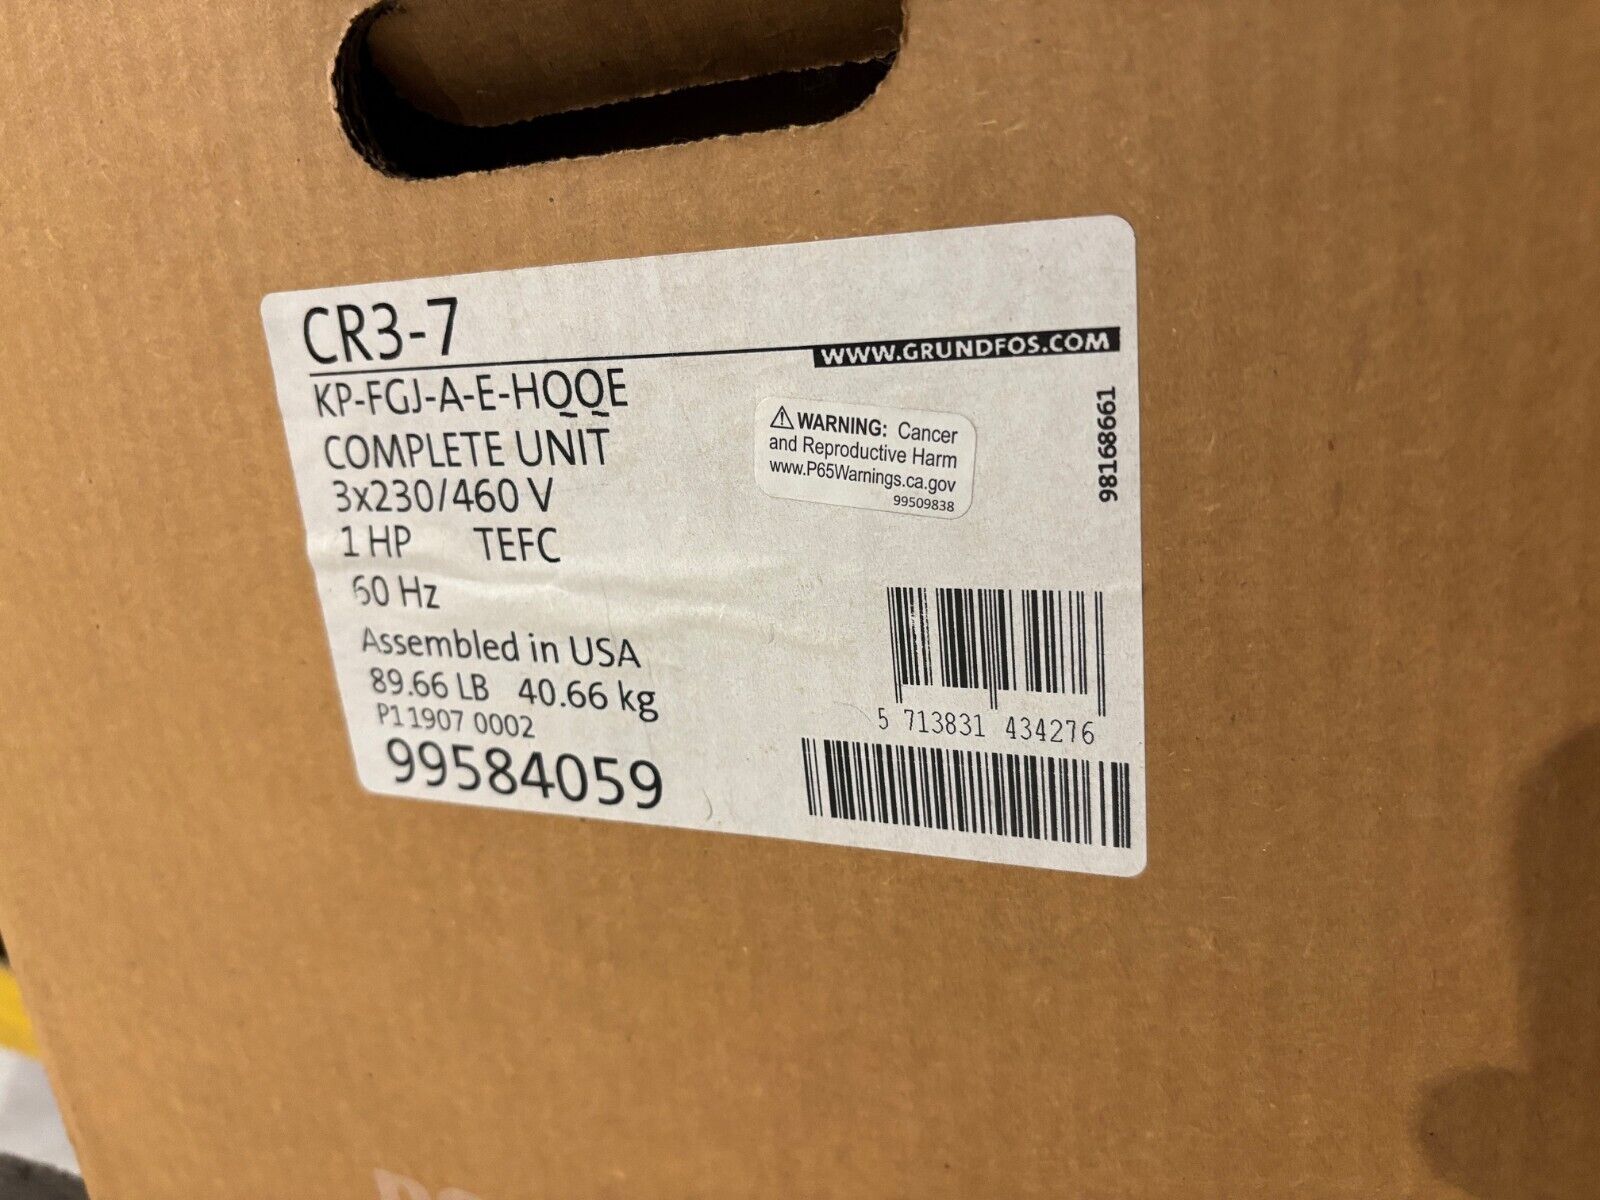 CR3-7
WWW.GRUNDFOS.COM
KP-FGJ-A-E-HQQE
COMPLETE UNIT
3x230/460 V
1 HP TEFC
60 Hz
Assembled in USA
89.66 LB 40.66 kg
P11907 0002
99584059
⚠ WARNING: Cancer
and Reproductive Harm
www.P65Warnings.ca.gov
99509838
98168661
5 713831 434276